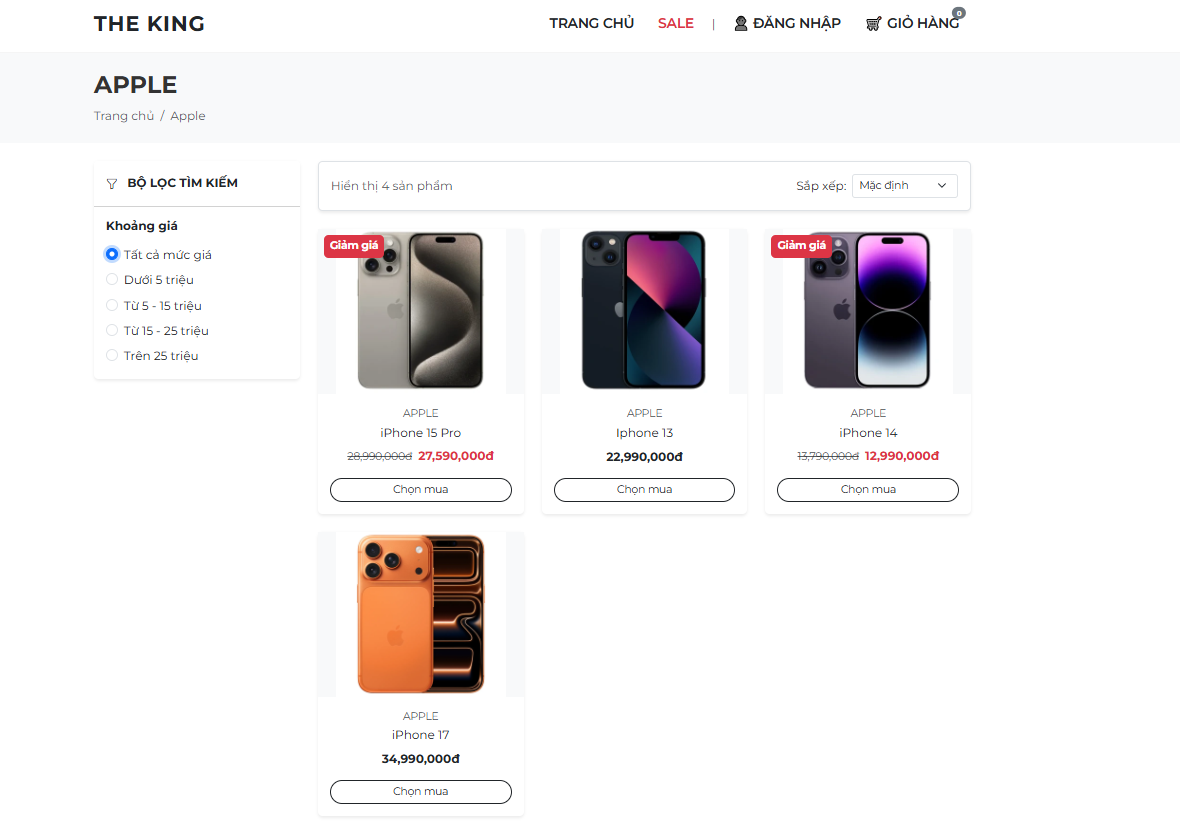 THE KING
TRANG CHỦ SALE | ĐĂNG NHẬP GIỎ HÀNG 0
APPLE
Trang chủ / Apple
BỘ LỌC TÌM KIẾM
Khoảng giá
Tất cả mức giá
Dưới 5 triệu
Từ 5 - 15 triệu
Từ 15 - 25 triệu
Trên 25 triệu
Hiển thị 4 sản phẩm
Sắp xếp: Mặc định
Giảm giá
APPLE
iPhone 15 Pro
28,990,000đ 27,590,000đ
Chọn mua
APPLE
Iphone 13
22,990,000đ
Chọn mua
Giảm giá
APPLE
iPhone 14
13,790,000đ 12,990,000đ
Chọn mua
APPLE
iPhone 17
34,990,000đ
Chọn mua